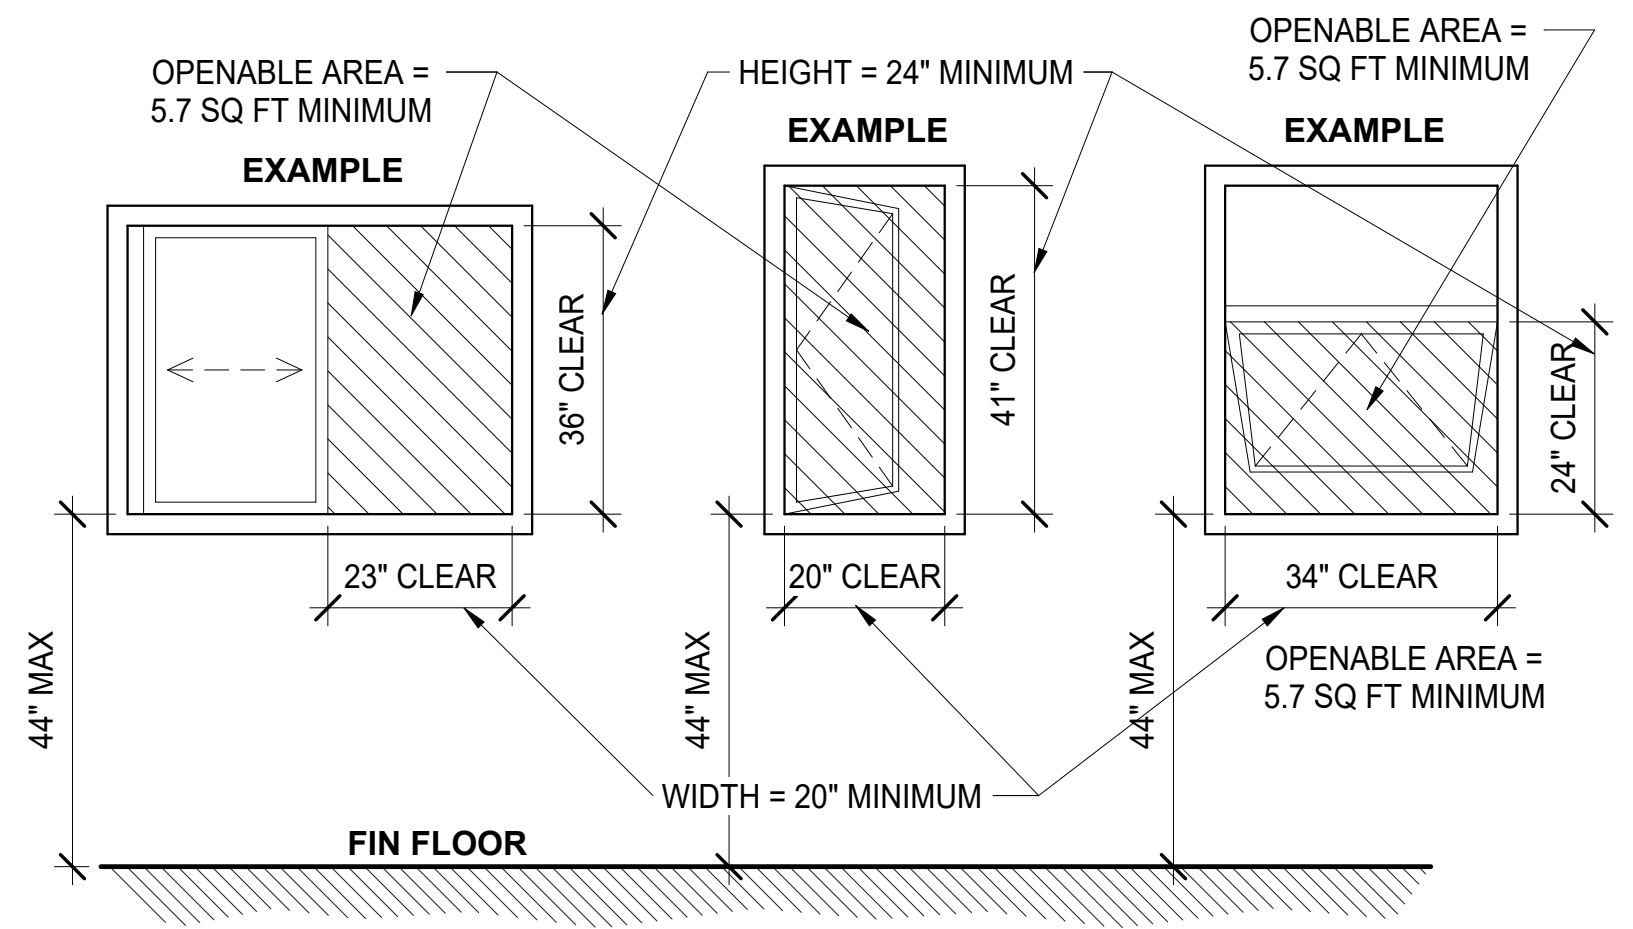 OPENABLE AREA =
5.7 SQ FT MINIMUM
HEIGHT = 24" MINIMUM
OPENABLE AREA =
5.7 SQ FT MINIMUM
EXAMPLE
EXAMPLE
EXAMPLE
36" CLEAR
41" CLEAR
24" CLEAR
23" CLEAR
20" CLEAR
34" CLEAR
44" MAX
44" MAX
44" MAX
OPENABLE AREA =
5.7 SQ FT MINIMUM
WIDTH = 20" MINIMUM
FIN FLOOR